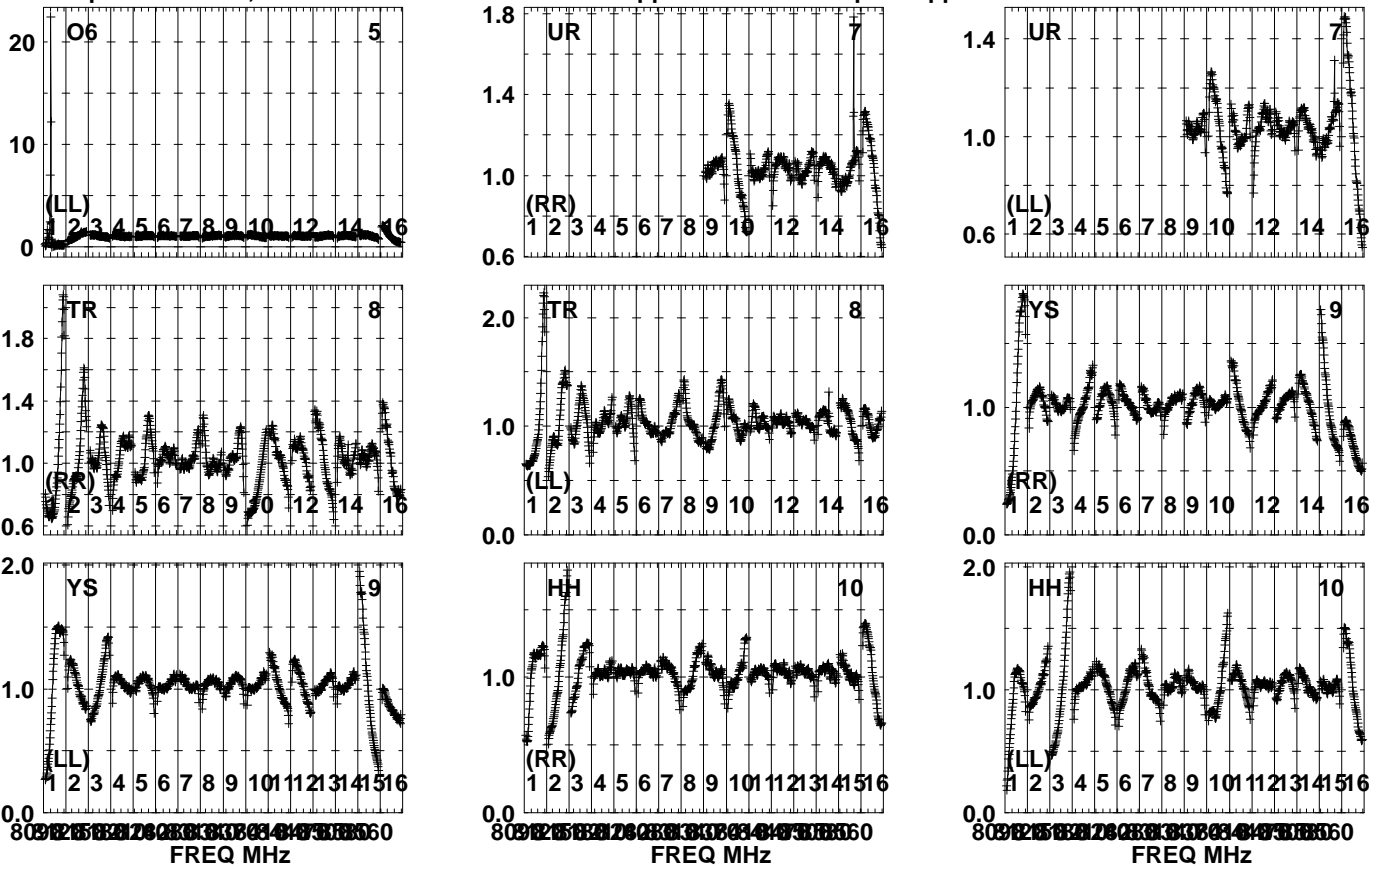 O6 5
20
10
0
(LL)
1 2 3 4 5 6 7 8 9 10 12 14 16
UR 7
1.8
1.4
1.0
0.6
(RR)
1 2 3 4 5 6 7 8 9 10 12 14 16
UR 7
1.4
1.0
0.6
(LL)
1 2 3 4 5 6 7 8 9 10 12 14 16
TR 8
1.8
1.4
1.0
0.6
(RR)
1 2 3 4 5 6 7 8 9 10 12 14 16
TR 8
2.0
1.0
0.0
(LL)
1 2 3 4 5 6 7 8 9 10 12 14 16
YS 9
1.0
0.0
(RR)
1 2 3 4 5 6 7 8 9 10 12 14 16
YS 9
2.0
1.0
0.0
(LL)
1 2 3 4 5 6 7 8 9 10 11 12 13 14 15 16
FREQ MHz
HH 10
1.0
0.0
(RR)
1 2 3 4 5 6 7 8 9 10 11 12 13 14 15 16
FREQ MHz
HH 10
2.0
1.0
0.0
(LL)
1 2 3 4 5 6 7 8 9 10 11 12 13 14 15 16
FREQ MHz